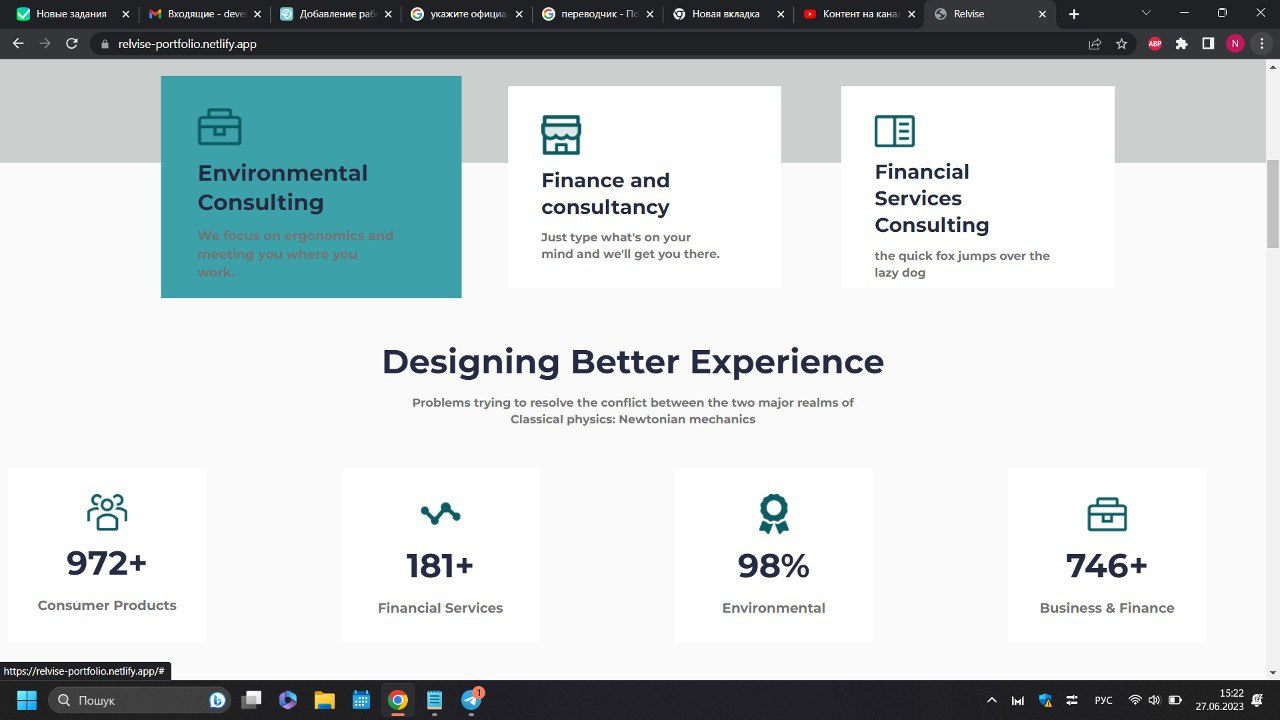 Новые задания
Входящие - devel
Добавление раб
укажите официа
переводчик - По
Новая вкладка
Контент на канал
Relvise
relvise-portfolio.netlify.app
ABP
N
Environmental
Consulting
We focus on ergonomics and
meeting you where you
work.
Finance and
consultancy
Just type what's on your
mind and we'll get you there.
Financial
Services
Consulting
the quick fox jumps over the
lazy dog
Designing Better Experience
Problems trying to resolve the conflict between the two major realms of
Classical physics: Newtonian mechanics
972+
Consumer Products
181+
Financial Services
98%
Environmental
746+
Business & Finance
https://relvise-portfolio.netlify.app/#
Пошук
1
РУС
15:22
27.06.2023